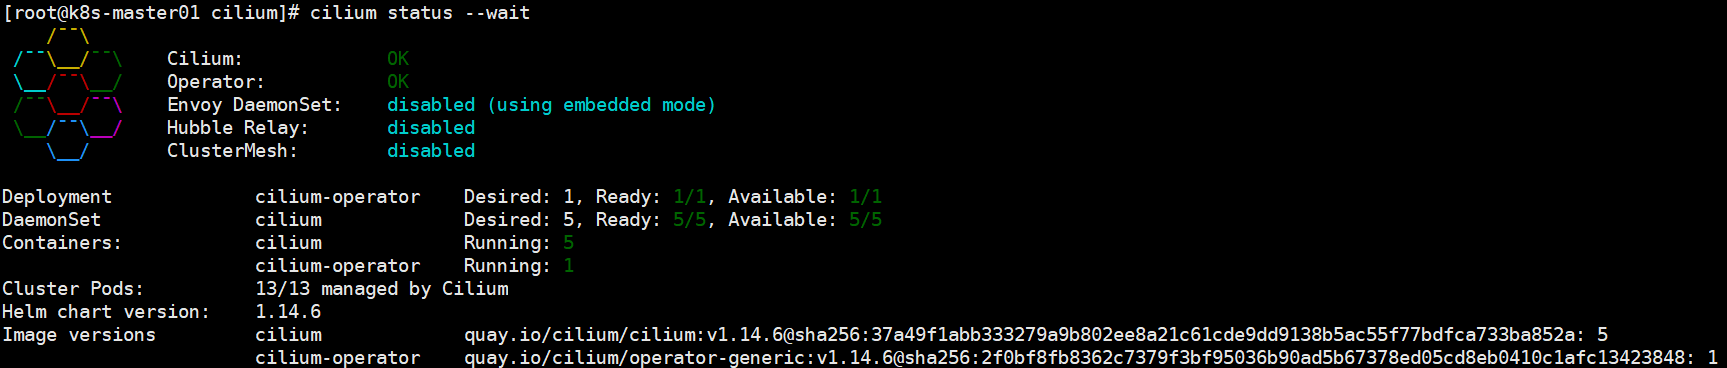 [root@k8s-master01 cilium]# cilium status --wait
    /¯¯\
 /¯¯\__/¯¯\    Cilium:             OK
 \__/¯¯\__/    Operator:           OK
 /¯¯\__/¯¯\    Envoy DaemonSet:    disabled (using embedded mode)
 \__/¯¯\__/    Hubble Relay:       disabled
    \__/       ClusterMesh:        disabled
Deployment             cilium-operator    Desired: 1, Ready: 1/1, Available: 1/1
DaemonSet              cilium             Desired: 5, Ready: 5/5, Available: 5/5
Containers:            cilium             Running: 5
                       cilium-operator    Running: 1
Cluster Pods:          13/13 managed by Cilium
Helm chart version:    1.14.6
Image versions         cilium             quay.io/cilium/cilium:v1.14.6@sha256:37a49f1abb333279a9b802ee8a21c61cde9dd9138b5ac55f77bdfca733ba852a: 5
                       cilium-operator    quay.io/cilium/operator-generic:v1.14.6@sha256:2f0bf8fb8362c7379f3bf95036b90ad5b67378ed05cd8eb0410c1afc13423848: 1